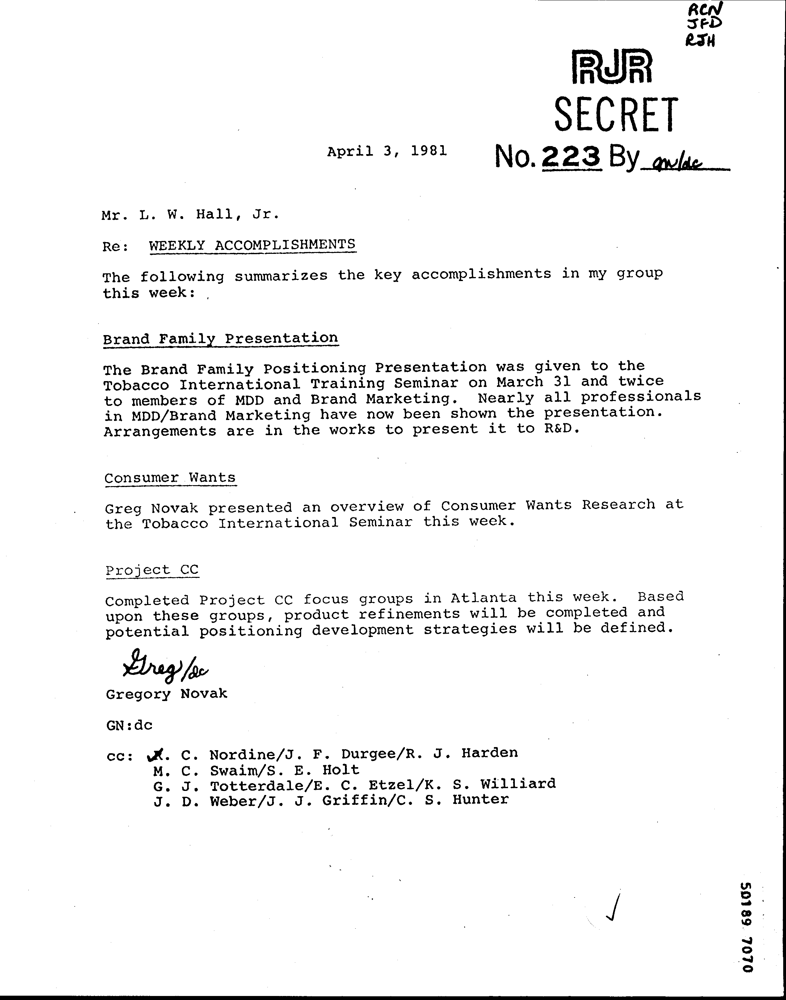 RCN
JFD
RJH
RJR
SECRET
April 3, 1981
No. 223 By gn/dc
Mr. L. W. Hall, Jr.
Re: WEEKLY ACCOMPLISHMENTS
The following summarizes the key accomplishments in my group
this week:
Brand Family Presentation
The Brand Family Positioning Presentation was given to the
Tobacco International Training Seminar on March 31 and twice
to members of MDD and Brand Marketing. Nearly all professionals
in MDD/Brand Marketing have now been shown the presentation.
Arrangements are in the works to present it to R&D.
Consumer Wants
Greg Novak presented an overview of Consumer Wants Research at
the Tobacco International Seminar this week.
Project CC
Completed Project CC focus groups in Atlanta this week. Based
upon these groups, product refinements will be completed and
potential positioning development strategies will be defined.
Greg/dc
Gregory Novak
GN:dc
cc: R. C. Nordine/J. F. Durgee/R. J. Harden
M. C. Swaim/S. E. Holt
G. J. Totterdale/E. C. Etzel/K. S. Williard
J. D. Weber/J. J. Griffin/C. S. Hunter
50189 7070